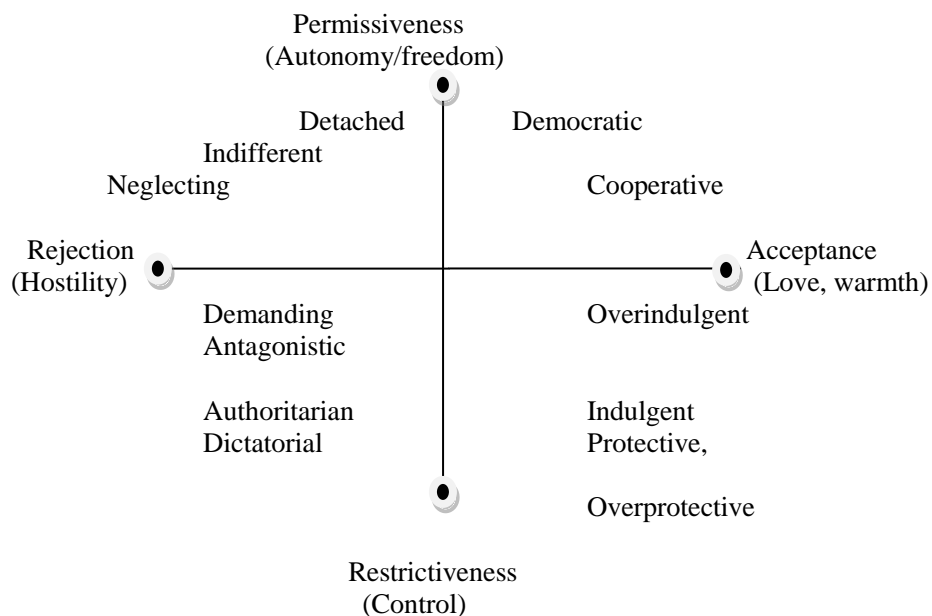 Permissiveness
(Autonomy/freedom)
Detached Democratic
Indifferent
Neglecting Cooperative
Rejection Acceptance
(Hostility) (Love, warmth)
Demanding Overindulgent
Antagonistic
Authoritarian Indulgent
Dictatorial Protective,
Overprotective
Restrictiveness
(Control)